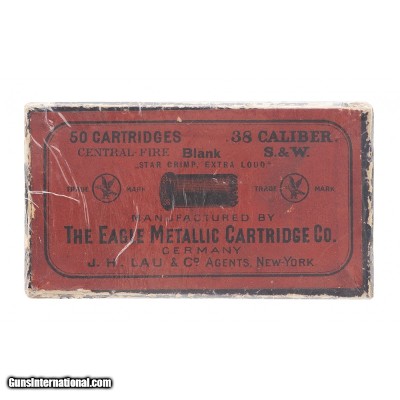 50 CARTRIDGES .38 CALIBER.
CENTRAL-FIRE Blank S.&W.
„STAR CRIMP, EXTRA LOUD"
TRADE MARK TRADE MARK
MANUFACTURED BY
THE EAGLE METALLIC CARTRIDGE CO.
GERMANY
J. H. LAU & CO AGENTS, NEW-YORK.
GunsInternational.com